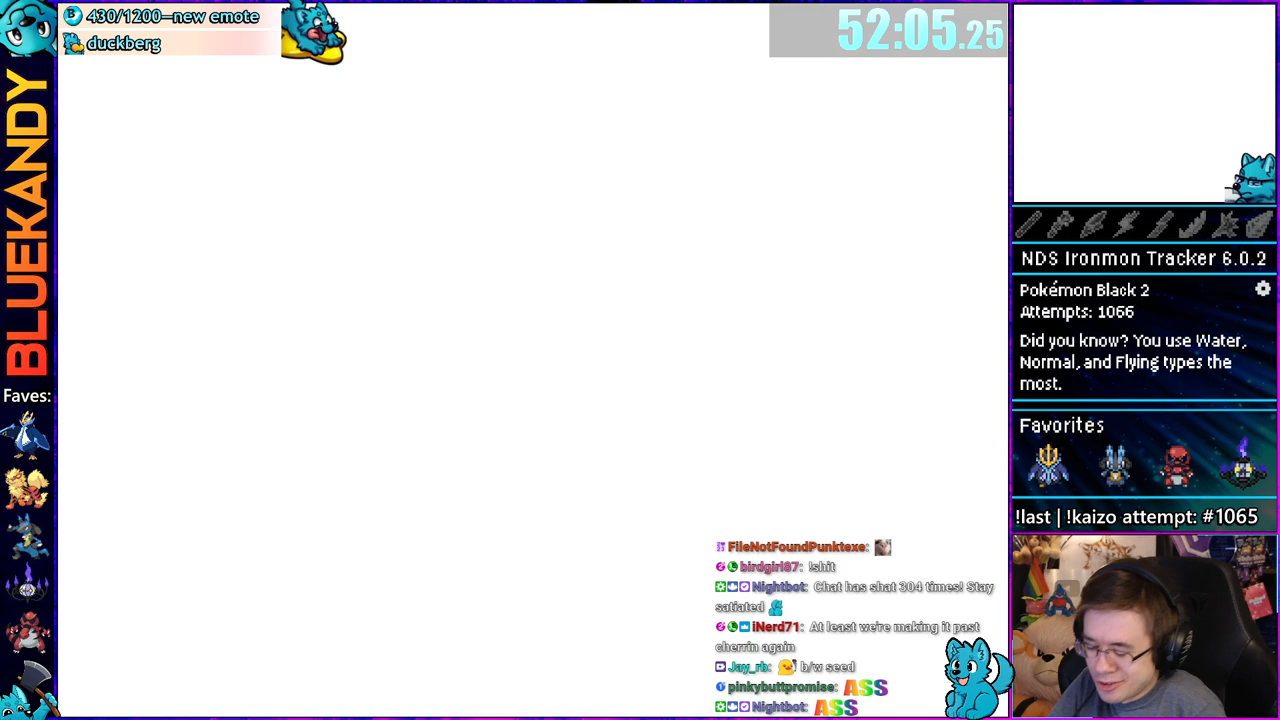 430/1200–new emote
duckberg
52:05.25
BLUEKANDY
Faves:
NDS Ironmon Tracker 6.0.2
Pokémon Black 2
Attempts: 1066
Did you know? You use Water,
Normal, and Flying types the
most.
Favorites
!last | !kaizo attempt: #1065
FileNotFoundPunktexe:
birdgirl87: !shit
Nightbot: Chat has shat 304 times! Stay
satiated
iNerd71: At least we're making it past
cherrin again
Jay_rb: b/w seed
pinkybuttpromise: ASS
Nightbot: ASS